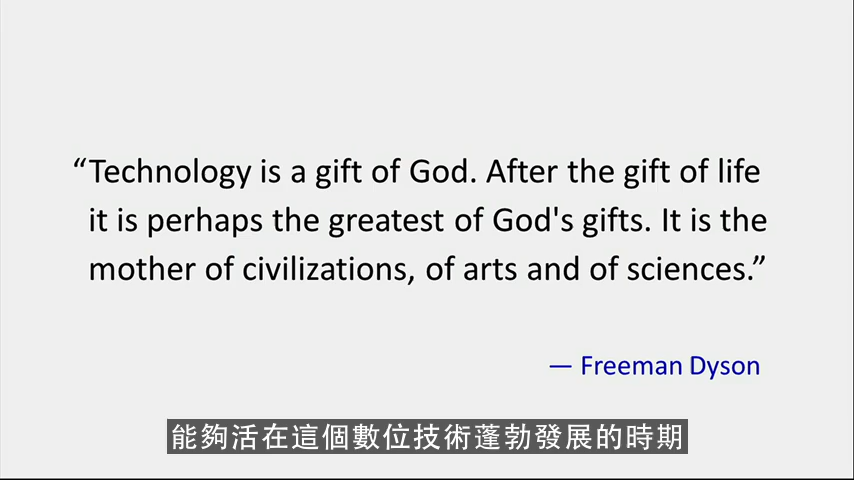 “Technology is a gift of God. After the gift of life
it is perhaps the greatest of God's gifts. It is the
mother of civilizations, of arts and of sciences.”
— Freeman Dyson
能夠活在這個數位技術蓬勃發展的時期